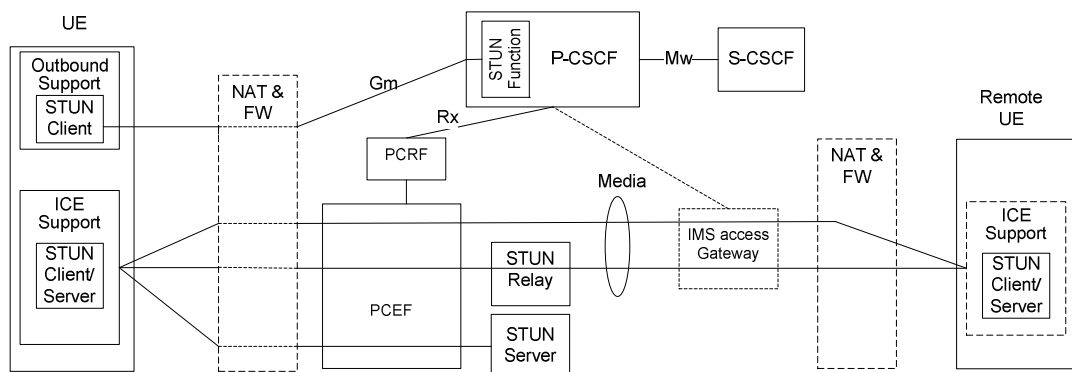 UE
Outbound
Support
STUN
Client
ICE
Support
STUN
Client/
Server
NAT &
FW
Gm
STUN
Function
P-CSCF
Mw
S-CSCF
Rx
PCRF
PCEF
STUN
Relay
STUN
Server
Media
IMS access
Gateway
NAT &
FW
Remote
UE
ICE
Support
STUN
Client/
Server